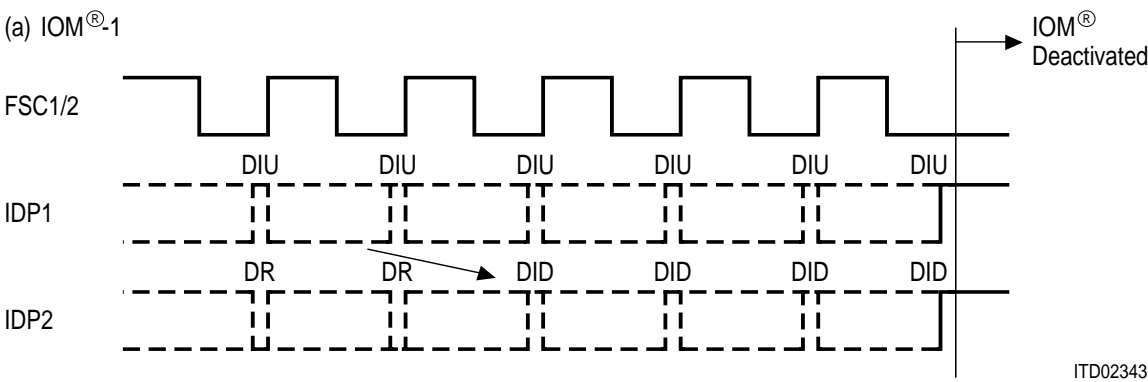 (a) IOM®-1
IOM®
Deactivated
FSC1/2
DIU DIU DIU DIU DIU DIU
IDP1
DR DR DID DID DID DID
IDP2
ITD02343